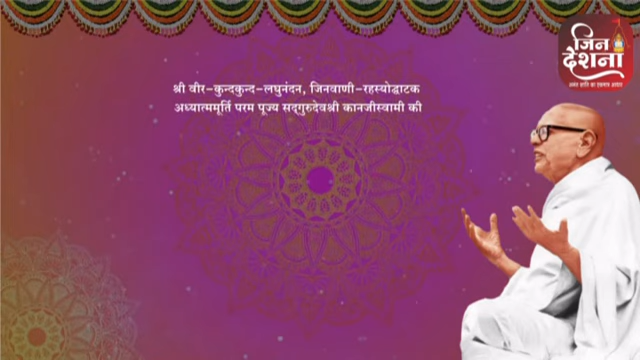 जिन
देशना
श्री वीर-कुन्दकुन्द-लघुनंदन, जिनवाणी-रहस्योद्घाटक
अध्यात्ममूर्ति परम पूज्य सद्‌गुरुदेवश्री कानजीस्वामी की